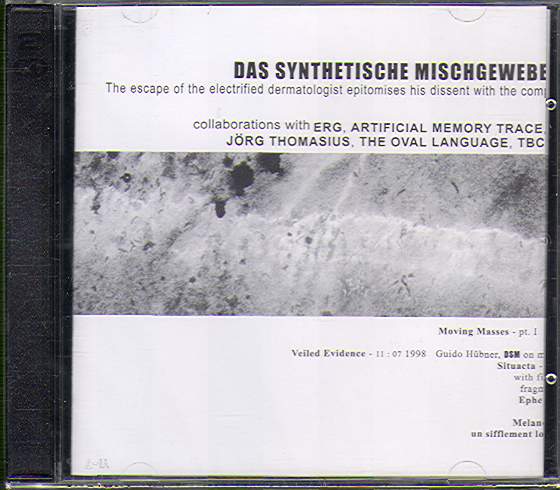 DAS SYNTHETISCHE MISCHGEWEBE
The escape of the electrified dermatologist epitomises his dissent with the comp
collaborations with ERG, ARTIFICIAL MEMORY TRACE,
JÖRG THOMASIUS, THE OVAL LANGUAGE, TBC
Moving Masses - pt. 1
Veiled Evidence - 11 : 07 1998 Guido Hübner, DSM on m
Situacta -
with fi
fragm
Ephe
Melan
un sifflement lo